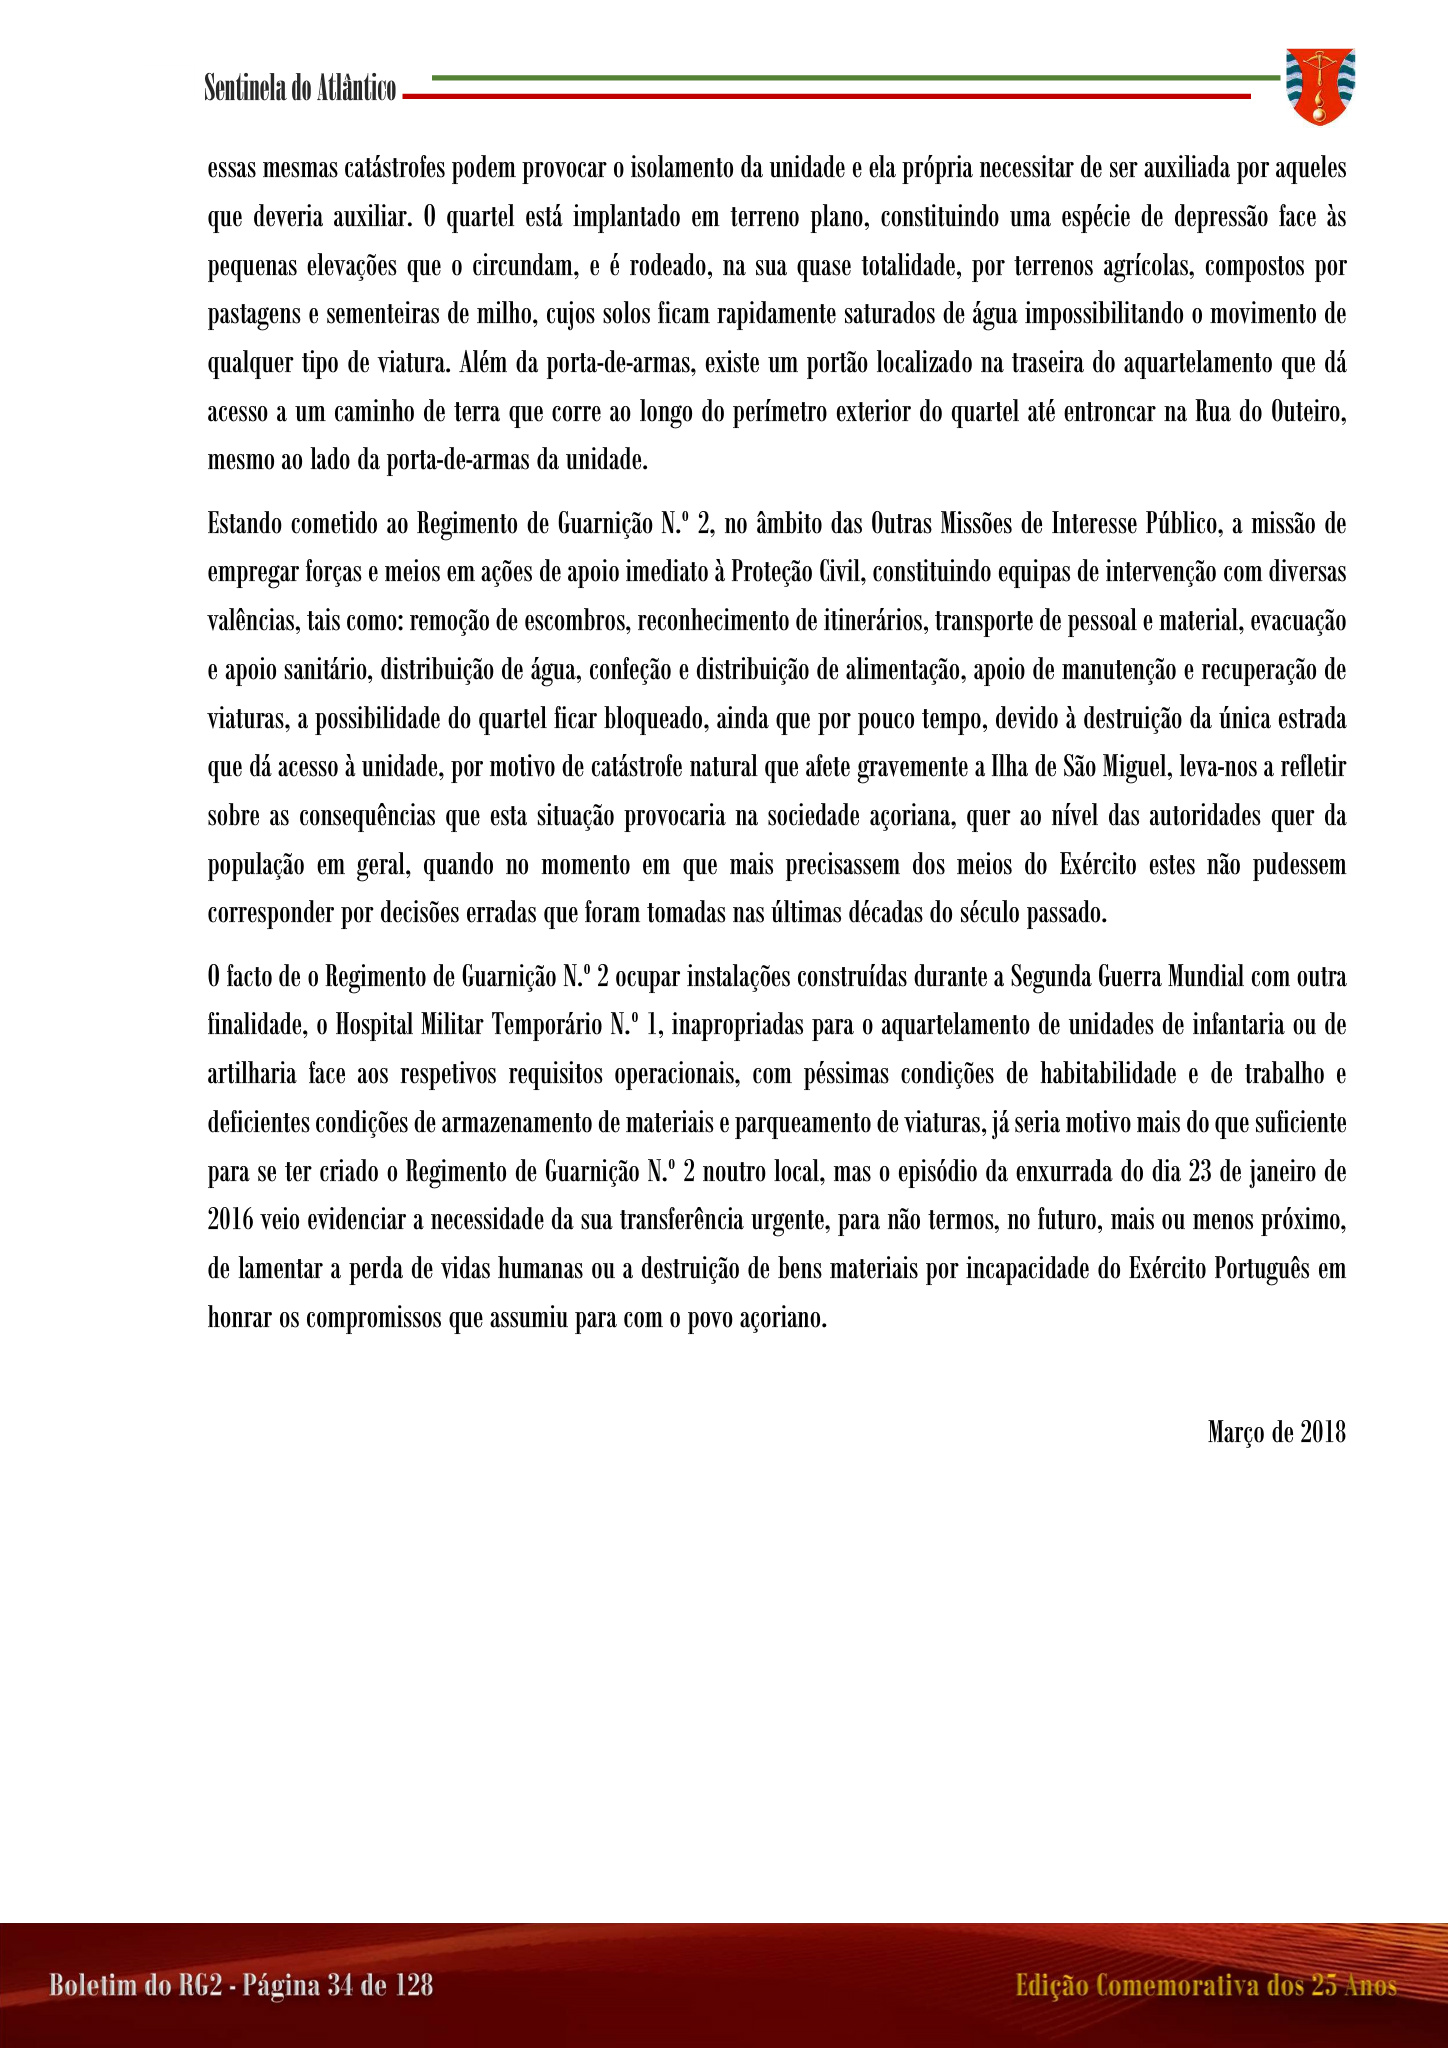 Sentinela do Atlântico
essas mesmas catástrofes podem provocar o isolamento da unidade e ela própria necessitar de ser auxiliada por aqueles
que deveria auxiliar. O quartel está implantado em terreno plano, constituindo uma espécie de depressão face às
pequenas elevações que o circundam, e é rodeado, na sua quase totalidade, por terrenos agrícolas, compostos por
pastagens e sementeiras de milho, cujos solos ficam rapidamente saturados de água impossibilitando o movimento de
qualquer tipo de viatura. Além da porta-de-armas, existe um portão localizado na traseira do aquartelamento que dá
acesso a um caminho de terra que corre ao longo do perímetro exterior do quartel até entroncar na Rua do Outeiro,
mesmo ao lado da porta-de-armas da unidade.
Estando cometido ao Regimento de Guarnição N.º 2, no âmbito das Outras Missões de Interesse Público, a missão de
empregar forças e meios em ações de apoio imediato à Proteção Civil, constituindo equipas de intervenção com diversas
valências, tais como: remoção de escombros, reconhecimento de itinerários, transporte de pessoal e material, evacuação
e apoio sanitário, distribuição de água, confeção e distribuição de alimentação, apoio de manutenção e recuperação de
viaturas, a possibilidade do quartel ficar bloqueado, ainda que por pouco tempo, devido à destruição da única estrada
que dá acesso à unidade, por motivo de catástrofe natural que afete gravemente a Ilha de São Miguel, leva-nos a refletir
sobre as consequências que esta situação provocaria na sociedade açoriana, quer ao nível das autoridades quer da
população em geral, quando no momento em que mais precisassem dos meios do Exército estes não pudessem
corresponder por decisões erradas que foram tomadas nas últimas décadas do século passado.
O facto de o Regimento de Guarnição N.º 2 ocupar instalações construídas durante a Segunda Guerra Mundial com outra
finalidade, o Hospital Militar Temporário N.º 1, inapropriadas para o aquartelamento de unidades de infantaria ou de
artilharia face aos respetivos requisitos operacionais, com péssimas condições de habitabilidade e de trabalho e
deficientes condições de armazenamento de materiais e parqueamento de viaturas, já seria motivo mais do que suficiente
para se ter criado o Regimento de Guarnição N.º 2 noutro local, mas o episódio da enxurrada do dia 23 de janeiro de
2016 veio evidenciar a necessidade da sua transferência urgente, para não termos, no futuro, mais ou menos próximo,
de lamentar a perda de vidas humanas ou a destruição de bens materiais por incapacidade do Exército Português em
honrar os compromissos que assumiu para com o povo açoriano.
Março de 2018
Boletim do RG2 - Página 34 de 128
Edição Comemorativa dos 25 Anos